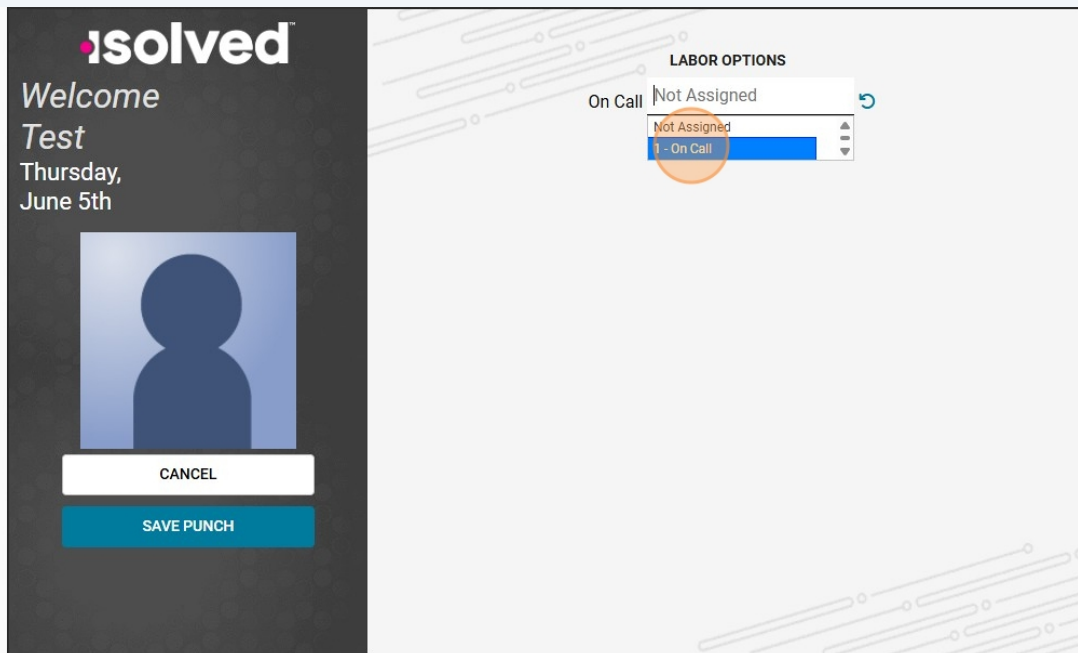 isolved™
Welcome
Test
Thursday,
June 5th
CANCEL
SAVE PUNCH
LABOR OPTIONS
On Call Not Assigned
Not Assigned
1 - On Call